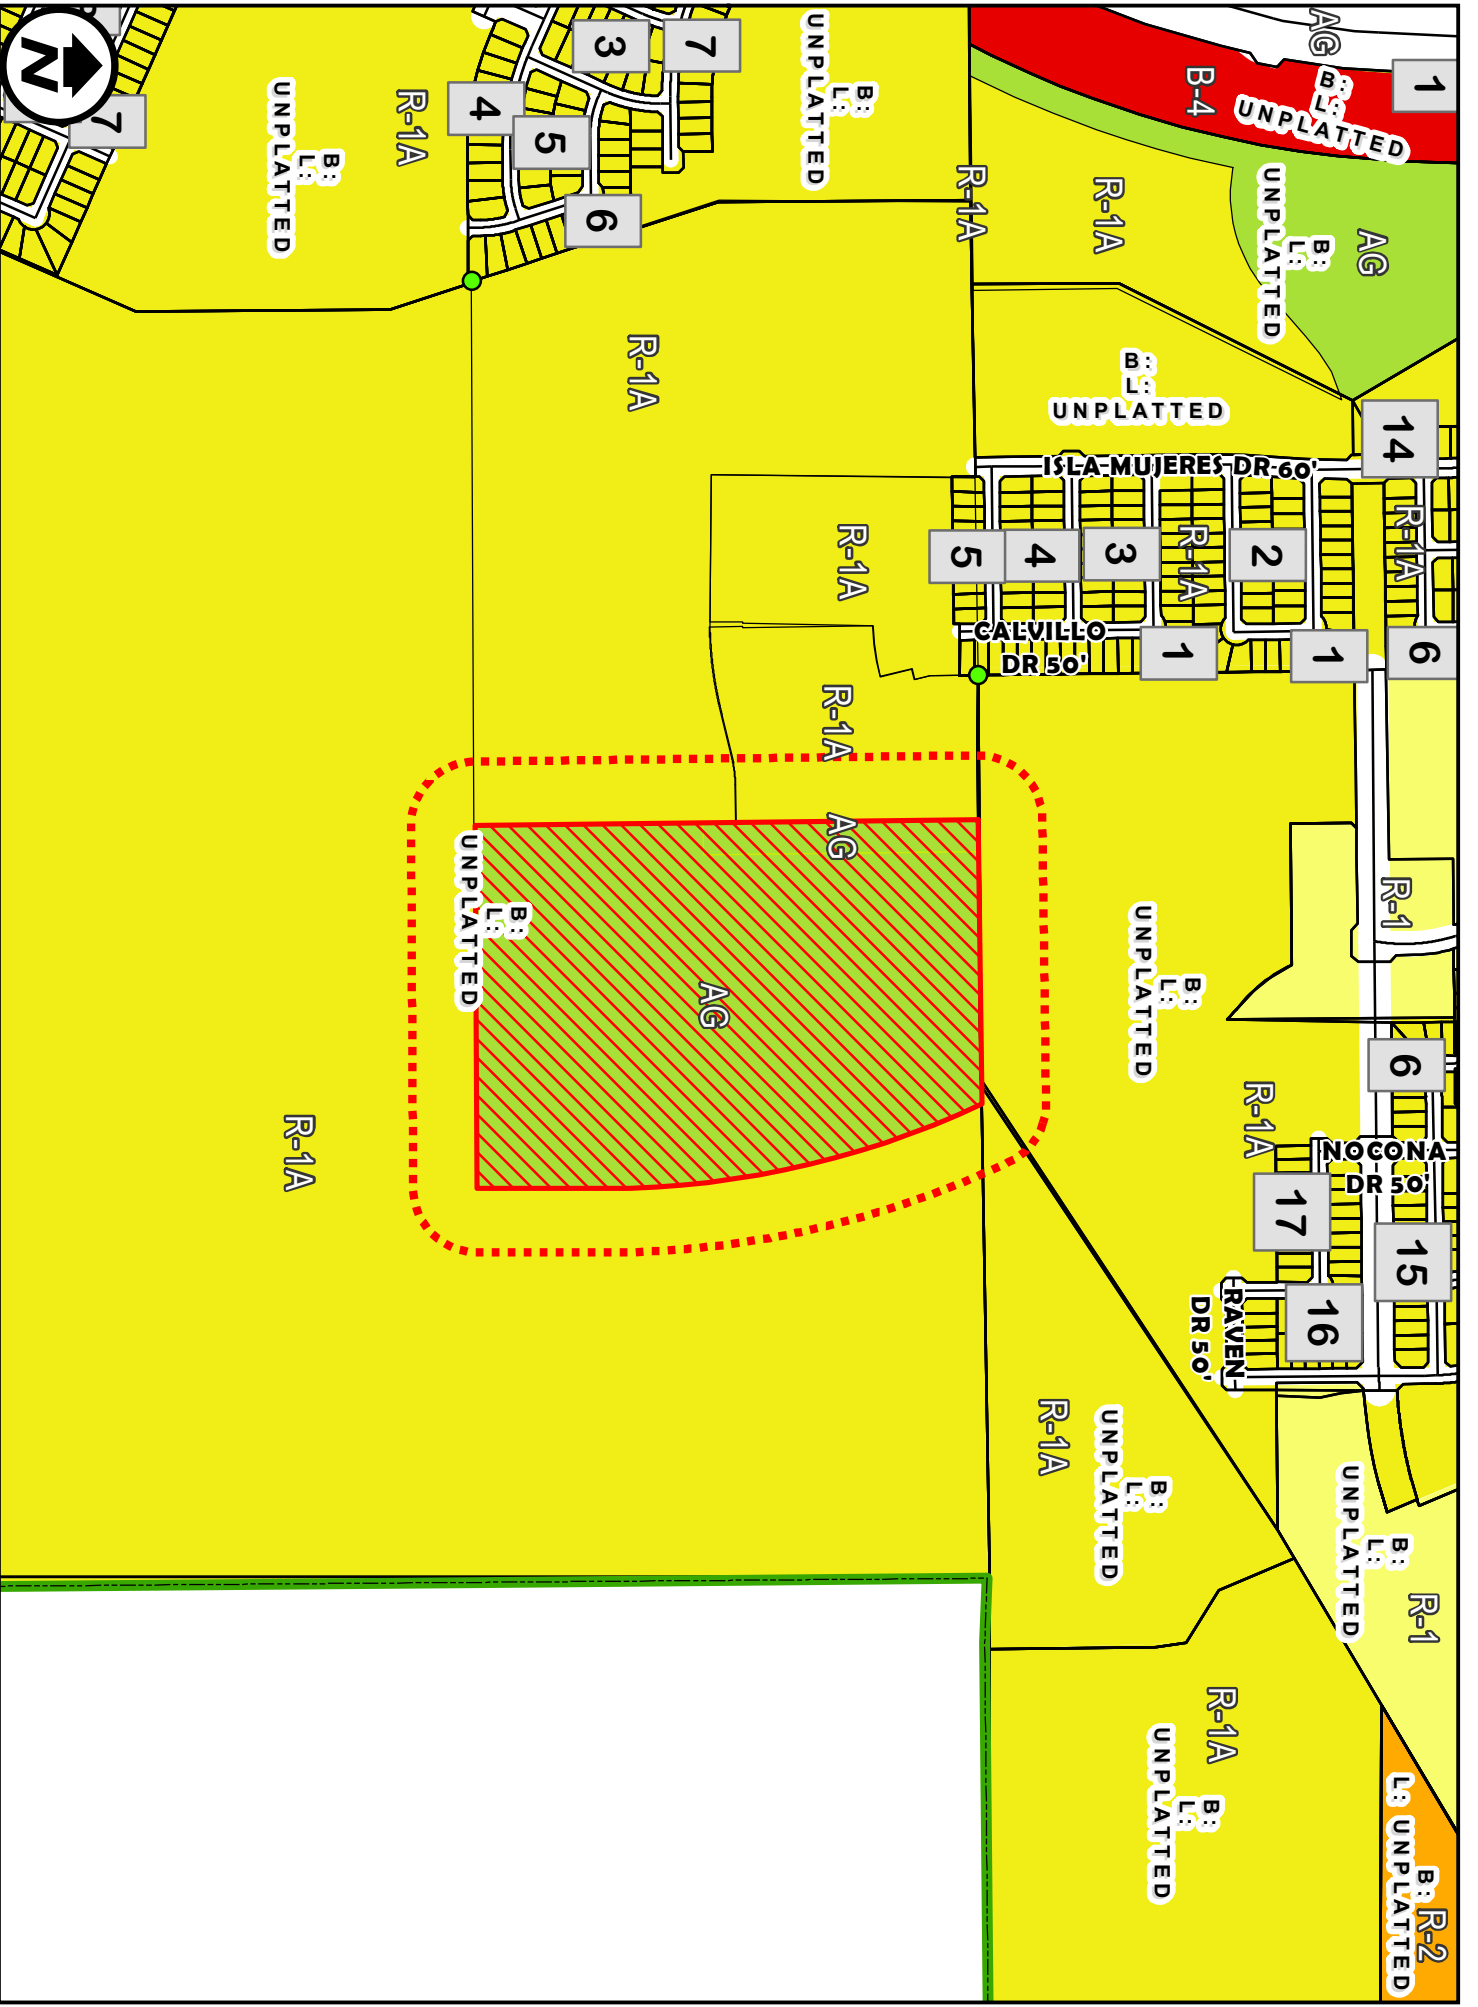 1
14
6
6
15
B:
L: UNPLATTED
R-2
AG
B:
L:
UNPLATTED
B-4
AG
B:
L:
UNPLATTED
R-1A
R-1
NOCONA
DR 50'
B:
L:
UNPLATTED
R-1
ISLA MUJERES DR 60'
2
1
17
16
RAVEN
DR 50'
R-1A
R-1A
B:
L:
UNPLATTED
R-1A
3
1
B:
L:
UNPLATTED
R-1A
B:
L:
UNPLATTED
4
CALVILLO
DR 50'
R-1A
B:
L:
UNPLATTED
R-1A
5
B:
L:
UNPLATTED
R-1A
R-1A
R-1A
AG
7
AG
3
6
R-1A
5
4
B:
L:
UNPLATTED
R-1A
B:
L:
UNPLATTED
R-1A
7
N